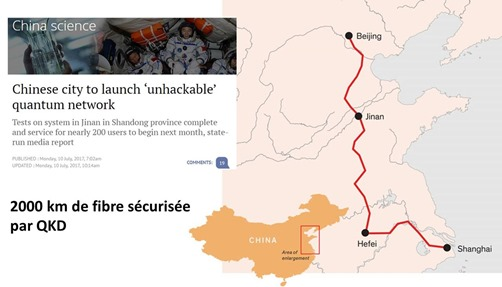 China science
Chinese city to launch ‘unhackable’
quantum network
Tests on system in Jinan in Shandong province complete
and service for nearly 200 users to begin next month, state-
run media report
PUBLISHED : Monday, 10 July, 2017, 7:02am
UPDATED : Monday, 10 July, 2017, 10:14am
COMMENTS: 19
2000 km de fibre sécurisée
par QKD
Beijing
Jinan
Hefei
Shanghai
CHINA
Area of
enlargement